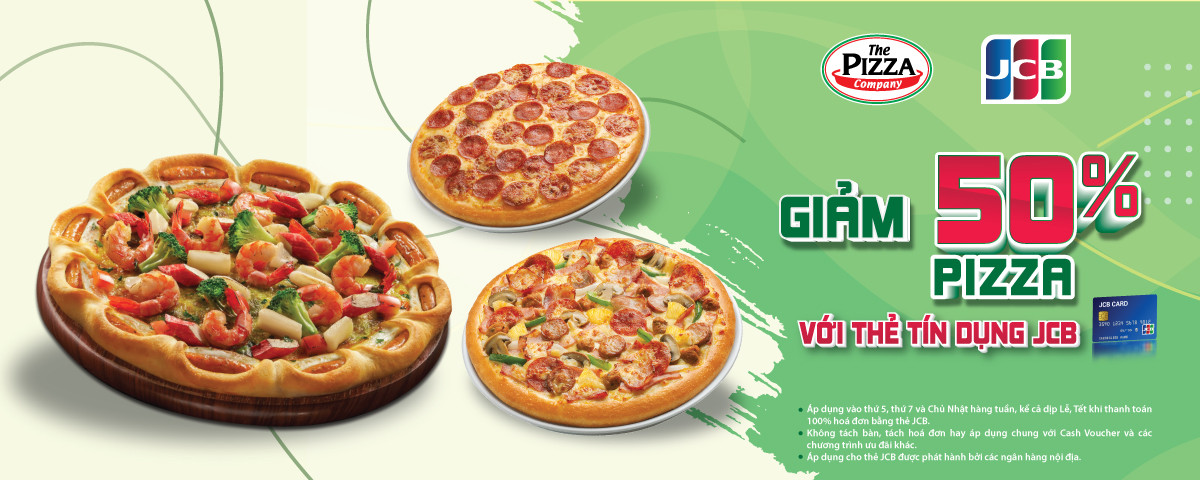 The
PIZZA
Company
JCB
GIẢM 50%
PIZZA
VỚI THẺ TÍN DỤNG JCB
JCB CARD
• Áp dụng vào thứ 5, thứ 7 và Chủ Nhật hàng tuần, kể cả dịp Lễ, Tết khi thanh toán
100% hoá đơn bằng thẻ JCB.
• Không tách bàn, tách hoá đơn hay áp dụng chung với Cash Voucher và các
chương trình ưu đãi khác.
• Áp dụng cho thẻ JCB được phát hành bởi các ngân hàng nội địa.